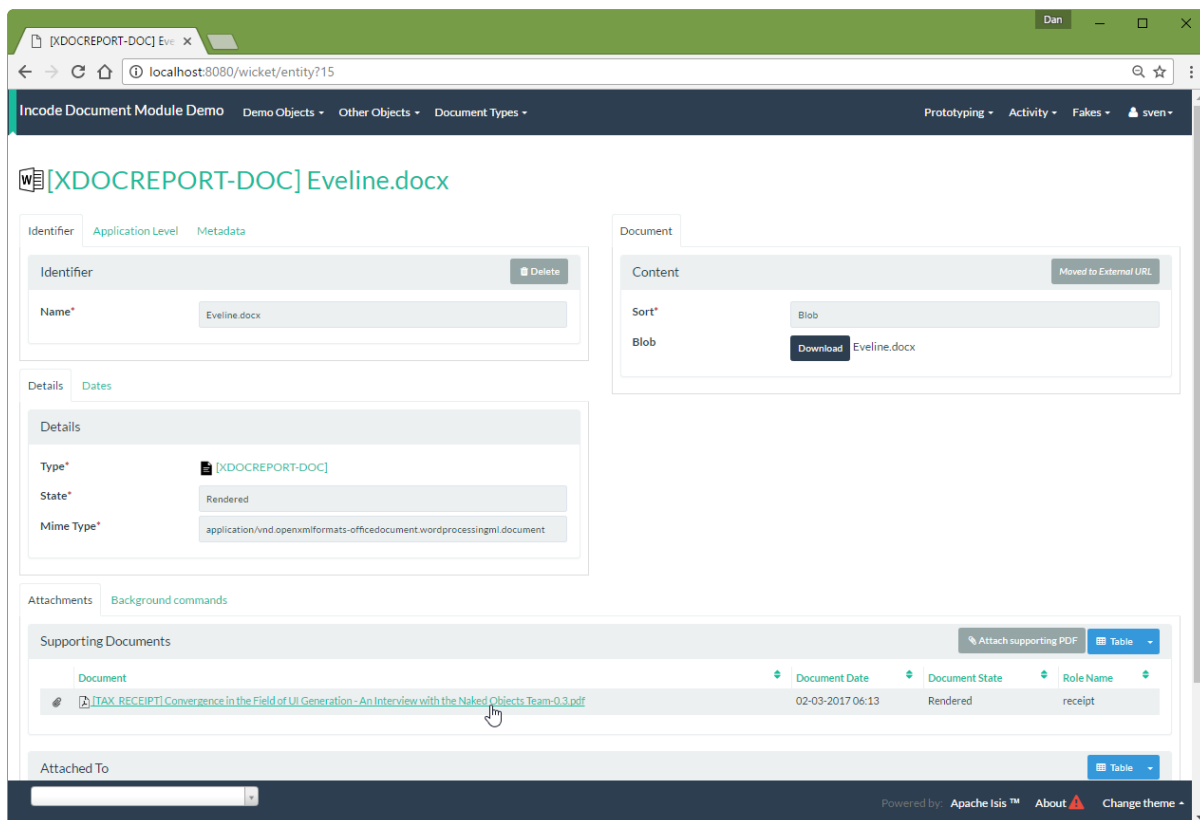 Dan
[XDOCREPORT-DOC] Eve
localhost:8080/wicket/entity?15
Incode Document Module Demo Demo Objects Other Objects Document Types Prototyping Activity Fakes sven
[XDOCREPORT-DOC] Eveline.docx
Identifier Application Level Metadata
Identifier Delete
Name* Eveline.docx
Document
Content Moved to External URL
Sort* Blob
Blob Download Eveline.docx
Details Dates
Details
Type* [XDOCREPORT-DOC]
State* Rendered
Mime Type* application/vnd.openxmlformats-officedocument.wordprocessingml.document
Attachments Background commands
Supporting Documents Attach supporting PDF Table
Document Document Date Document State Role Name
[TAX_RECEIPT] Convergence in the Field of UI Generation - An Interview with the Naked Objects Team-0.3.pdf 02-03-2017 06:13 Rendered receipt
Attached To Table
Powered by: Apache Isis ™ About Change theme